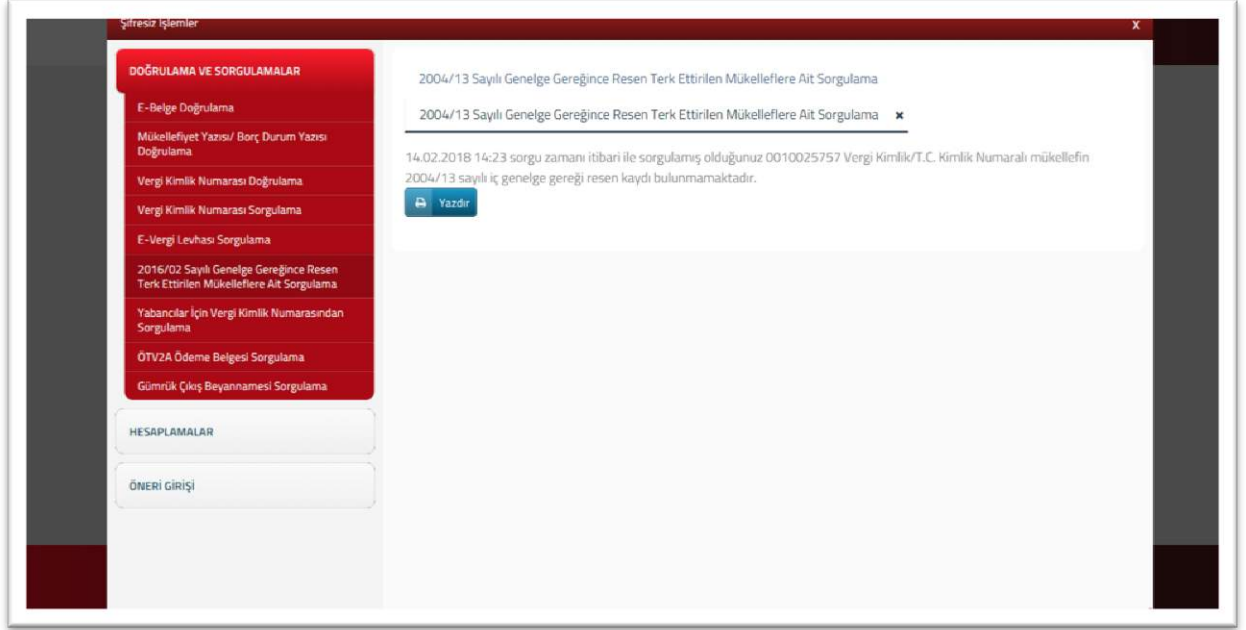 Şifresiz İşlemler
X
DOĞRULAMA VE SORGULAMALAR
E-Belge Doğrulama
Mükellefiyet Yazısı/ Borç Durum Yazısı
Doğrulama
Vergi Kimlik Numarası Doğrulama
Vergi Kimlik Numarası Sorgulama
E-Vergi Levhası Sorgulama
2016/02 Sayılı Genelge Gereğince Resen
Terk Ettirilen Mükelleflere Ait Sorgulama
Yabancılar İçin Vergi Kimlik Numarasından
Sorgulama
ÖTV2A Ödeme Belgesi Sorgulama
Gümrük Çıkış Beyannamesi Sorgulama
HESAPLAMALAR
ÖNERİ GİRİŞİ
2004/13 Sayılı Genelge Gereğince Resen Terk Ettirilen Mükelleflere Ait Sorgulama
2004/13 Sayılı Genelge Gereğince Resen Terk Ettirilen Mükelleflere Ait Sorgulama ×
14.02.2018 14:23 sorgu zamanı itibari ile sorgulamış olduğunuz 0010025757 Vergi Kimlik/T.C. Kimlik Numaralı mükellefin
2004/13 sayılı iç genelge gereği resen kaydı bulunmamaktadır.
Yazdır